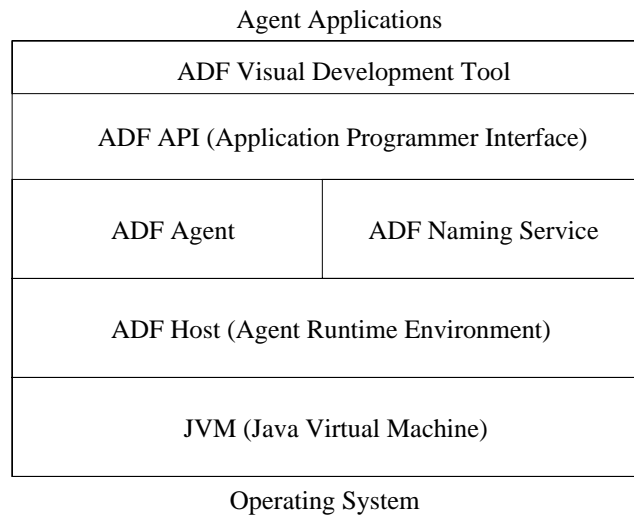 Agent Applications
ADF Visual Development Tool
ADF API (Application Programmer Interface)
ADF Agent
ADF Naming Service
ADF Host (Agent Runtime Environment)
JVM (Java Virtual Machine)
Operating System